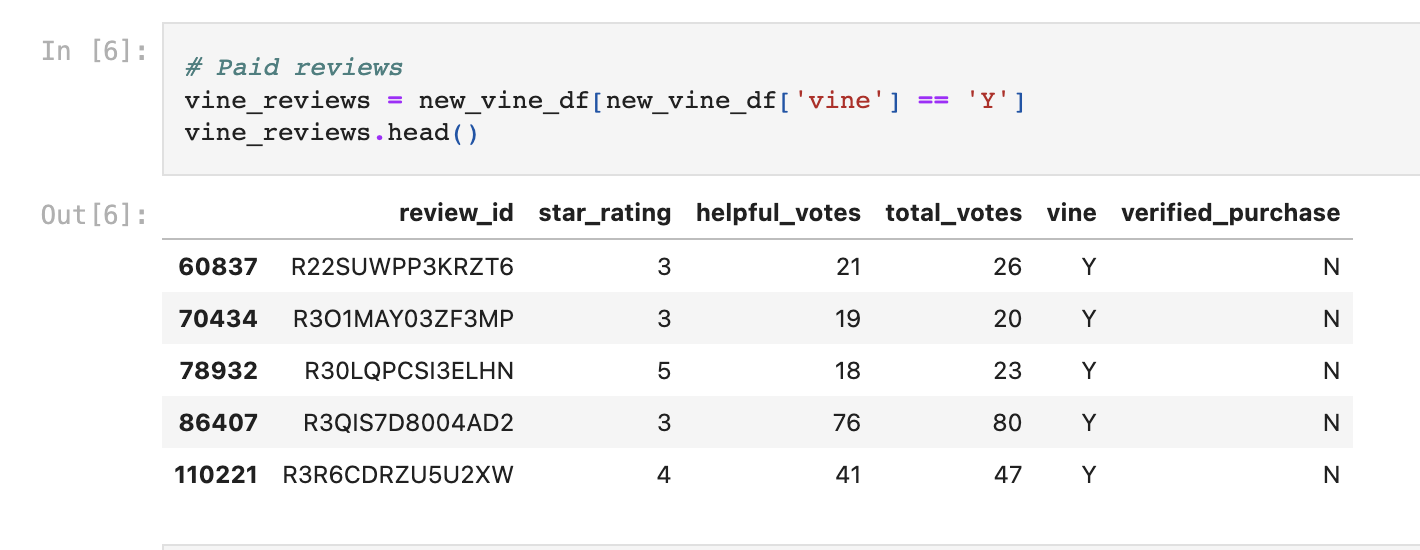 In [6]:
# Paid reviews
vine_reviews = new_vine_df[new_vine_df['vine'] == 'Y']
vine_reviews.head()
Out[6]:
review_id star_rating helpful_votes total_votes vine verified_purchase
60837 R22SUWPP3KRZT6 3 21 26 Y N
70434 R3O1MAY03ZF3MP 3 19 20 Y N
78932 R30LQPCSI3ELHN 5 18 23 Y N
86407 R3QIS7D8004AD2 3 76 80 Y N
110221 R3R6CDRZU5U2XW 4 41 47 Y N